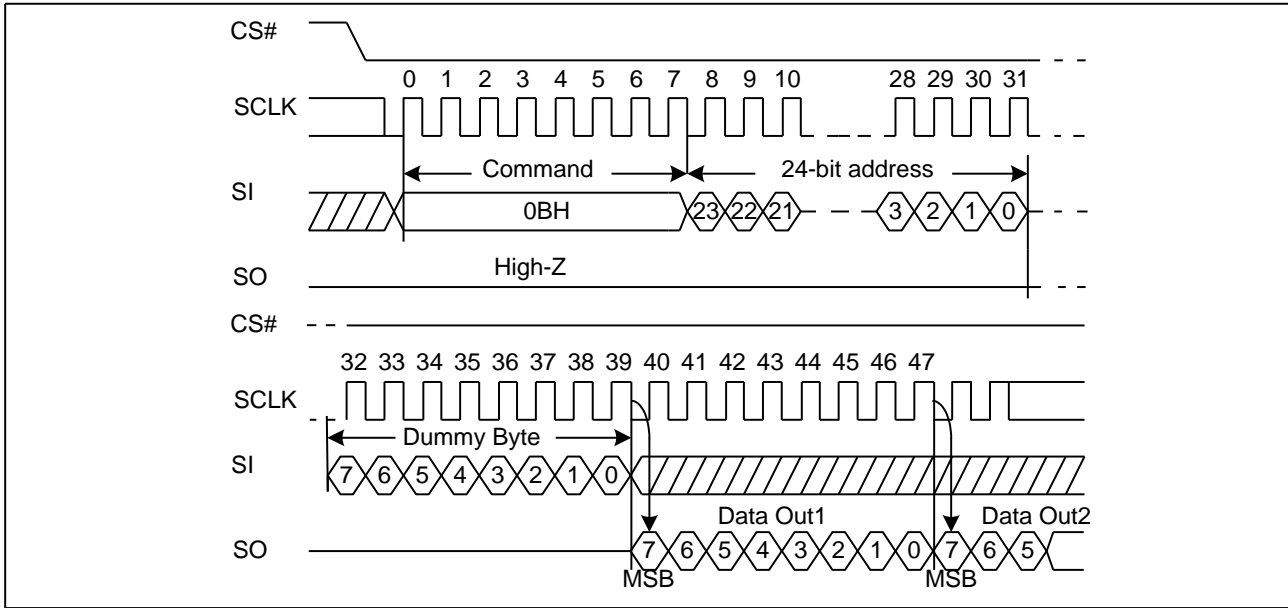 CS#
0 1 2 3 4 5 6 7 8 9 10 28 29 30 31
SCLK
Command 24-bit address
SI
0BH 23 22 21 3 2 1 0
High-Z
SO
CS#
32 33 34 35 36 37 38 39 40 41 42 43 44 45 46 47
SCLK
Dummy Byte
SI
7 6 5 4 3 2 1 0
Data Out1 Data Out2
SO
7 6 5 4 3 2 1 0 7 6 5
MSB MSB